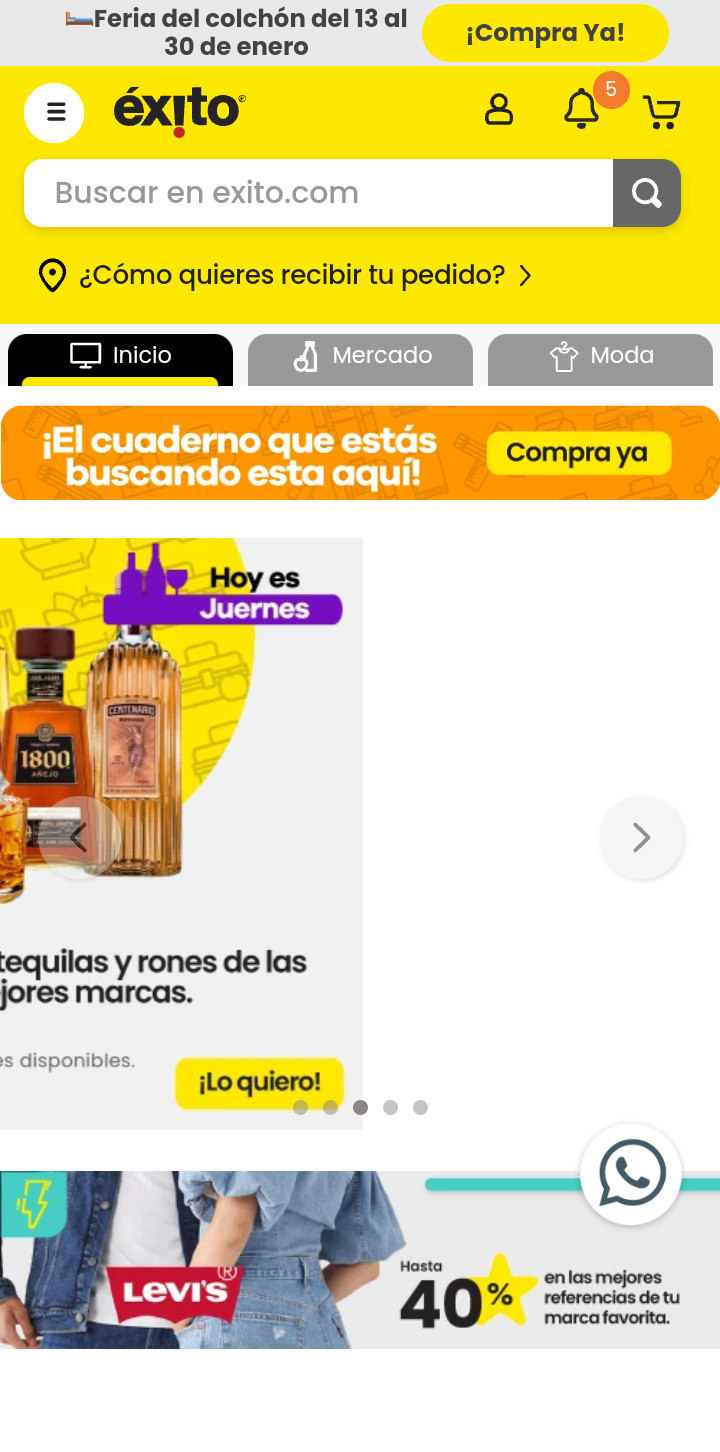 Feria del colchón del 13 al
30 de enero
¡Compra Ya!
éxito®
5
Buscar en exito.com
¿Cómo quieres recibir tu pedido?
Inicio
Mercado
Moda
¡El cuaderno que estás
buscando esta aquí!
Compra ya
Hoy es
Juernes
CENTENARIO
1800
AÑEJO
tequilas y rones de las
jores marcas.
es disponibles.
¡Lo quiero!
LEVI'S®
Hasta
40%
en las mejores
referencias de tu
marca favorita.